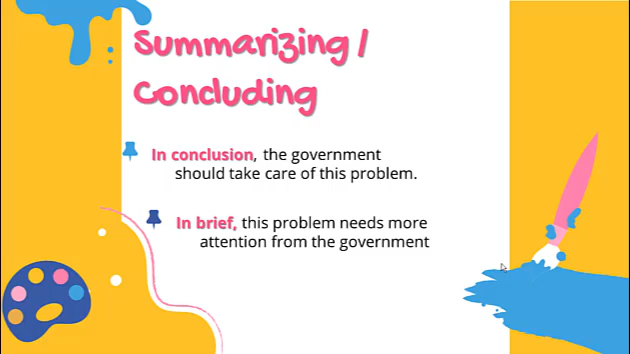 Summarizing /
Concluding
In conclusion, the government
should take care of this problem.
In brief, this problem needs more
attention from the government